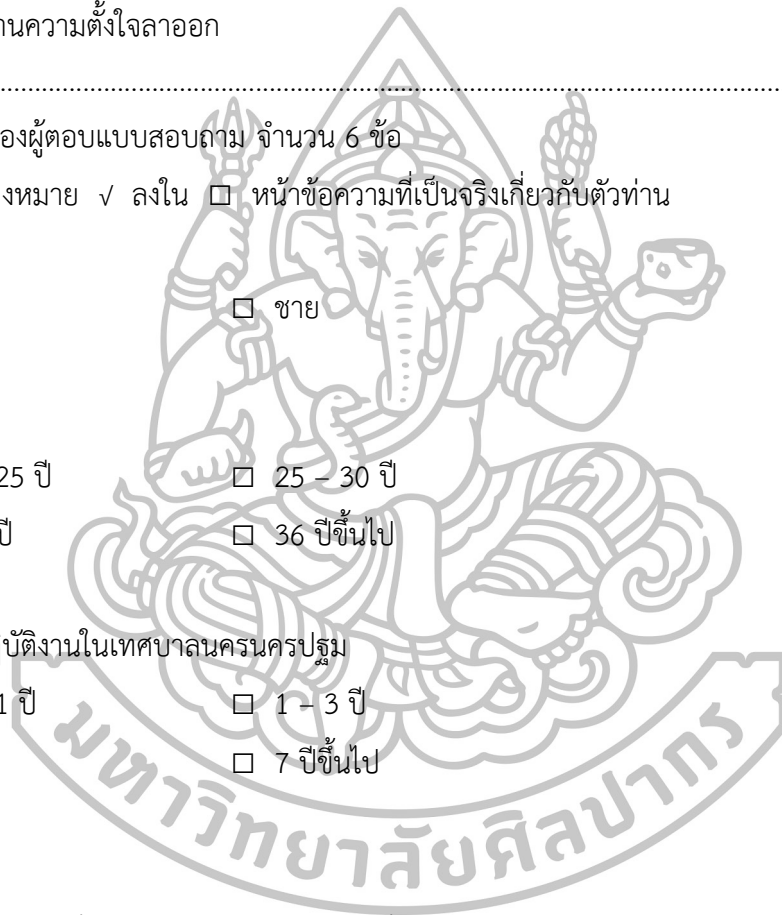 านความตั้งใจลาออก
องผู้ตอบแบบสอบถาม จำนวน 6 ข้อ
งหมาย √ ลงใน □ หน้าข้อความที่เป็นจริงเกี่ยวกับตัวท่าน
□ ชาย
25 ปี □ 25 – 30 ปี
ปี □ 36 ปีขึ้นไป
บัติงานในเทศบาลนครนครปฐม
1 ปี □ 1 – 3 ปี
□ 7 ปีขึ้นไป
มหาวิทยาลัยศิลปากร